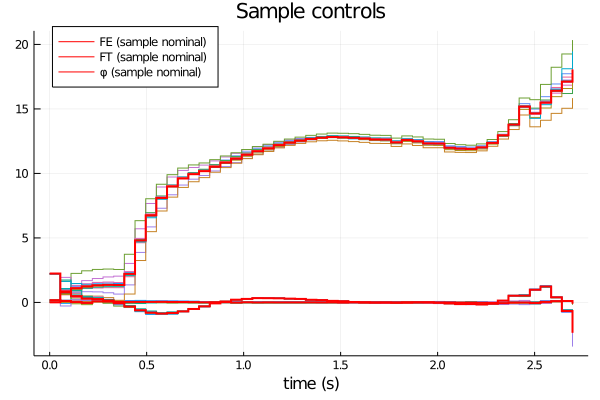 Sample controls
FE (sample nominal)
FT (sample nominal)
φ (sample nominal)
20
15
10
5
0
0.0 0.5 1.0 1.5 2.0 2.5
time (s)